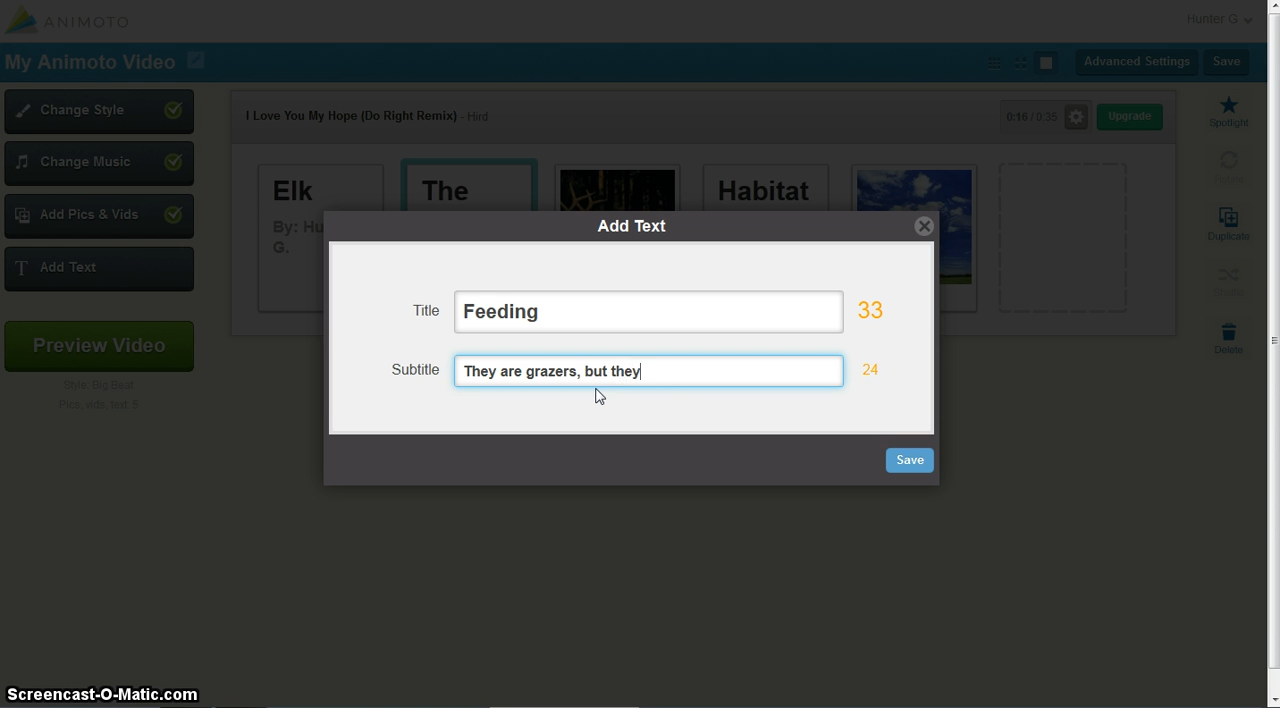 ANIMOTO
Hunter G
My Animoto Video
Advanced Settings
Save
Change Style
Change Music
Add Pics & Vids
Add Text
Preview Video
Style: Big Beat
Pics, vids, text: 5
I Love You My Hope (Do Right Remix) - Hird
0:16 / 0:35
Upgrade
Elk
By: Hu
G.
The
Habitat
Spotlight
Duplicate
Delete
Add Text
Title
Feeding
33
Subtitle
They are grazers, but they
24
Save
Screencast-O-Matic.com